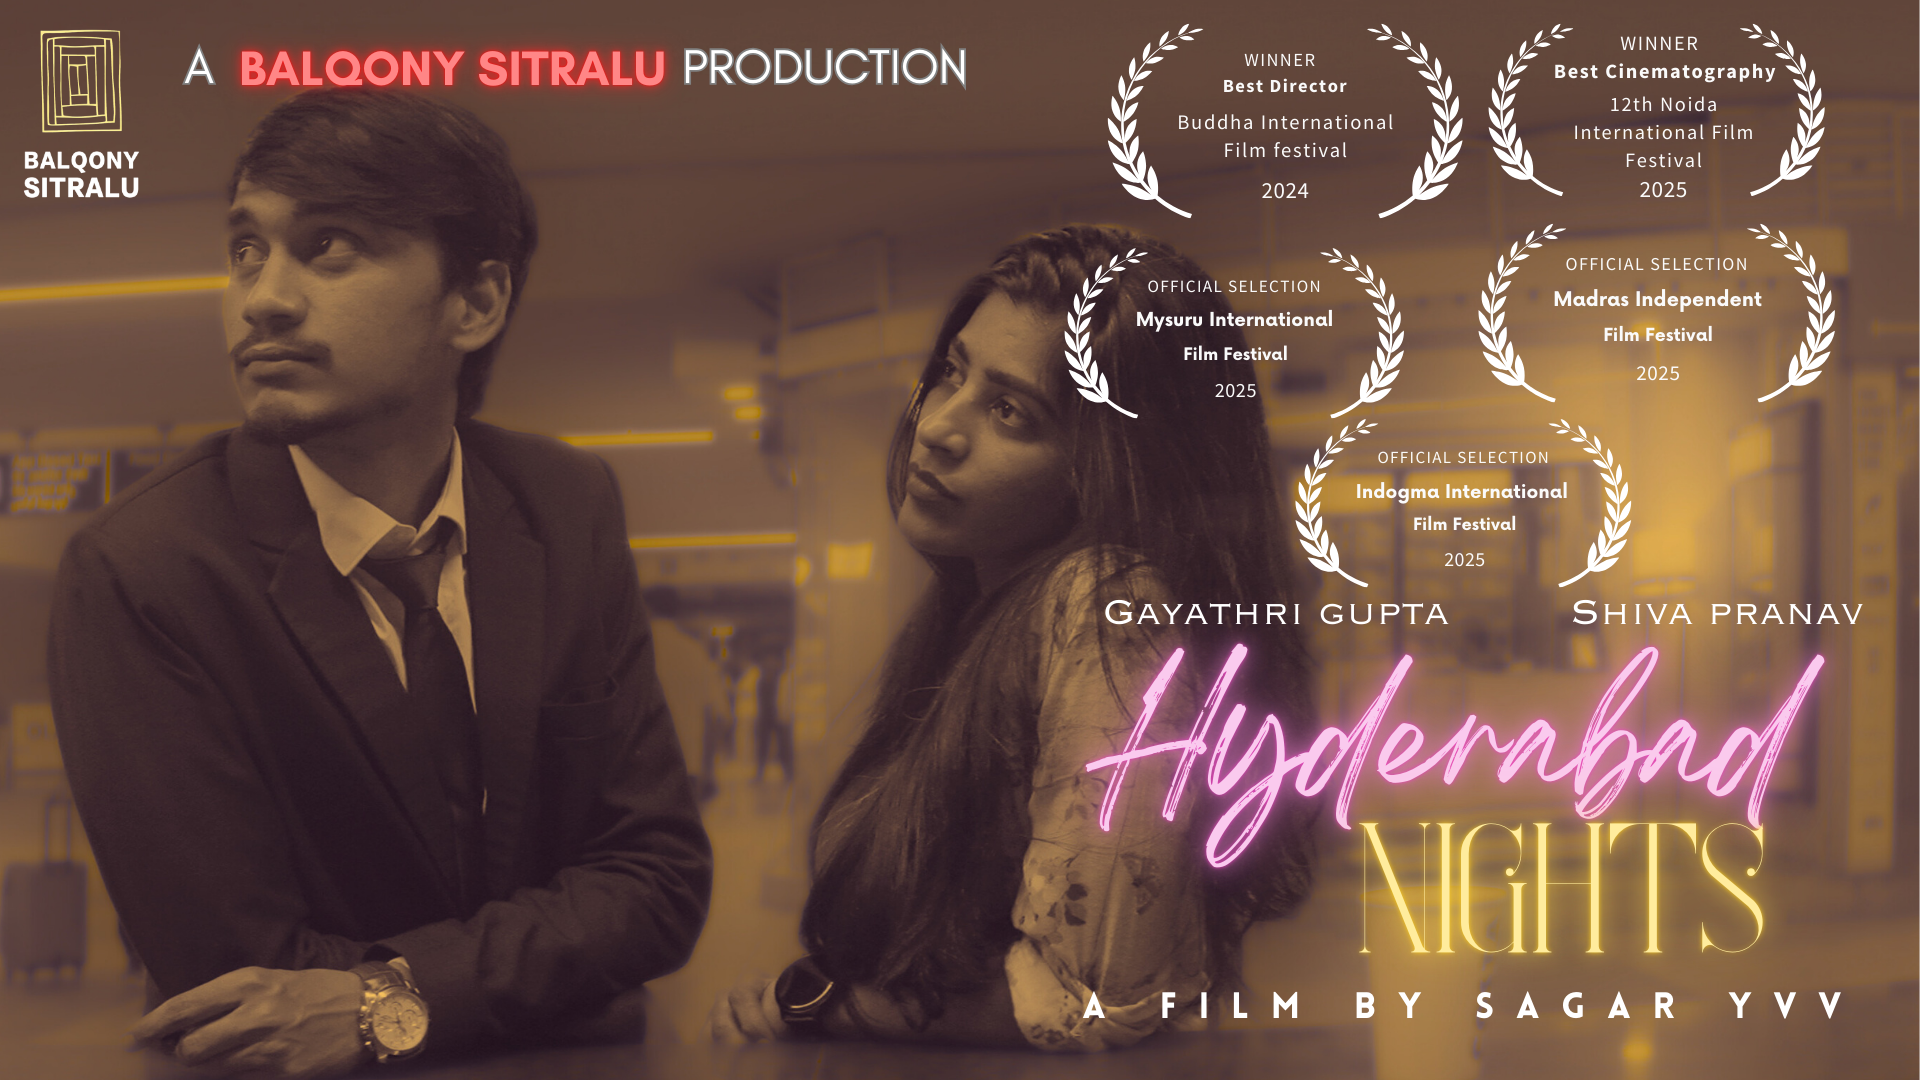 A BALQONY SITRALU PRODUCTION
BALQONY
SITRALU
WINNER
Best Director
Buddha International
Film festival
2024
WINNER
Best Cinematography
12th Noida
International Film
Festival
2025
OFFICIAL SELECTION
Mysuru International
Film Festival
2025
OFFICIAL SELECTION
Madras Independent
Film Festival
2025
OFFICIAL SELECTION
Indogma International
Film Festival
2025
GAYATHRI GUPTA
SHIVA PRANAV
Hyderabad
NIGHTS
A FILM BY SAGAR YVV